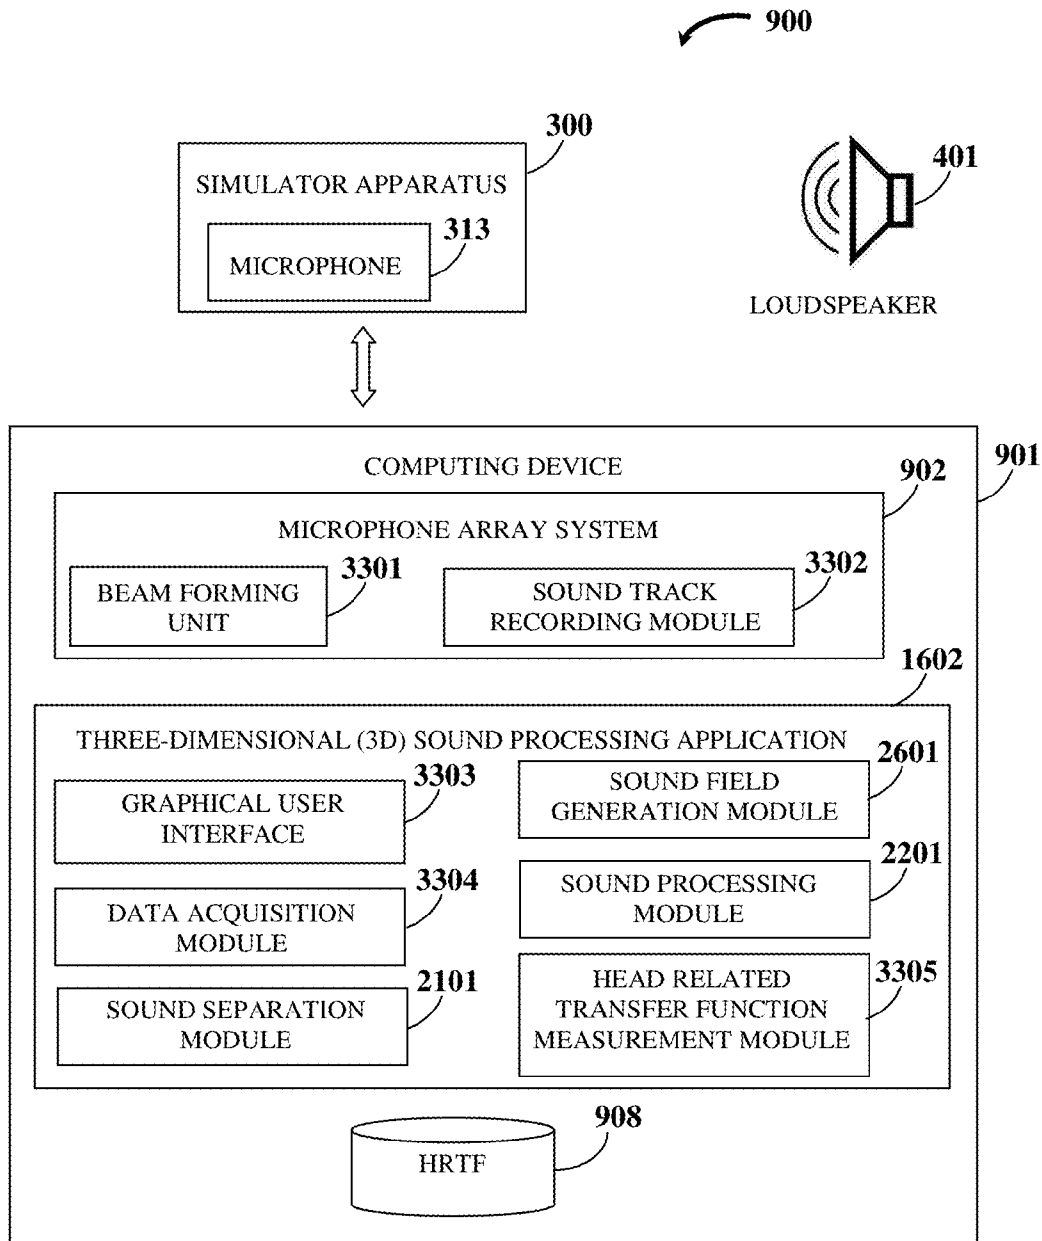 900
300
SIMULATOR APPARATUS
313
MICROPHONE
401
LOUDSPEAKER
901
COMPUTING DEVICE
902
MICROPHONE ARRAY SYSTEM
3301
BEAM FORMING
UNIT
3302
SOUND TRACK
RECORDING MODULE
1602
THREE-DIMENSIONAL (3D) SOUND PROCESSING APPLICATION
3303
GRAPHICAL USER
INTERFACE
2601
SOUND FIELD
GENERATION MODULE
3304
DATA ACQUISITION
MODULE
2201
SOUND PROCESSING
MODULE
2101
SOUND SEPARATION
MODULE
3305
HEAD RELATED
TRANSFER FUNCTION
MEASUREMENT MODULE
908
HRTF